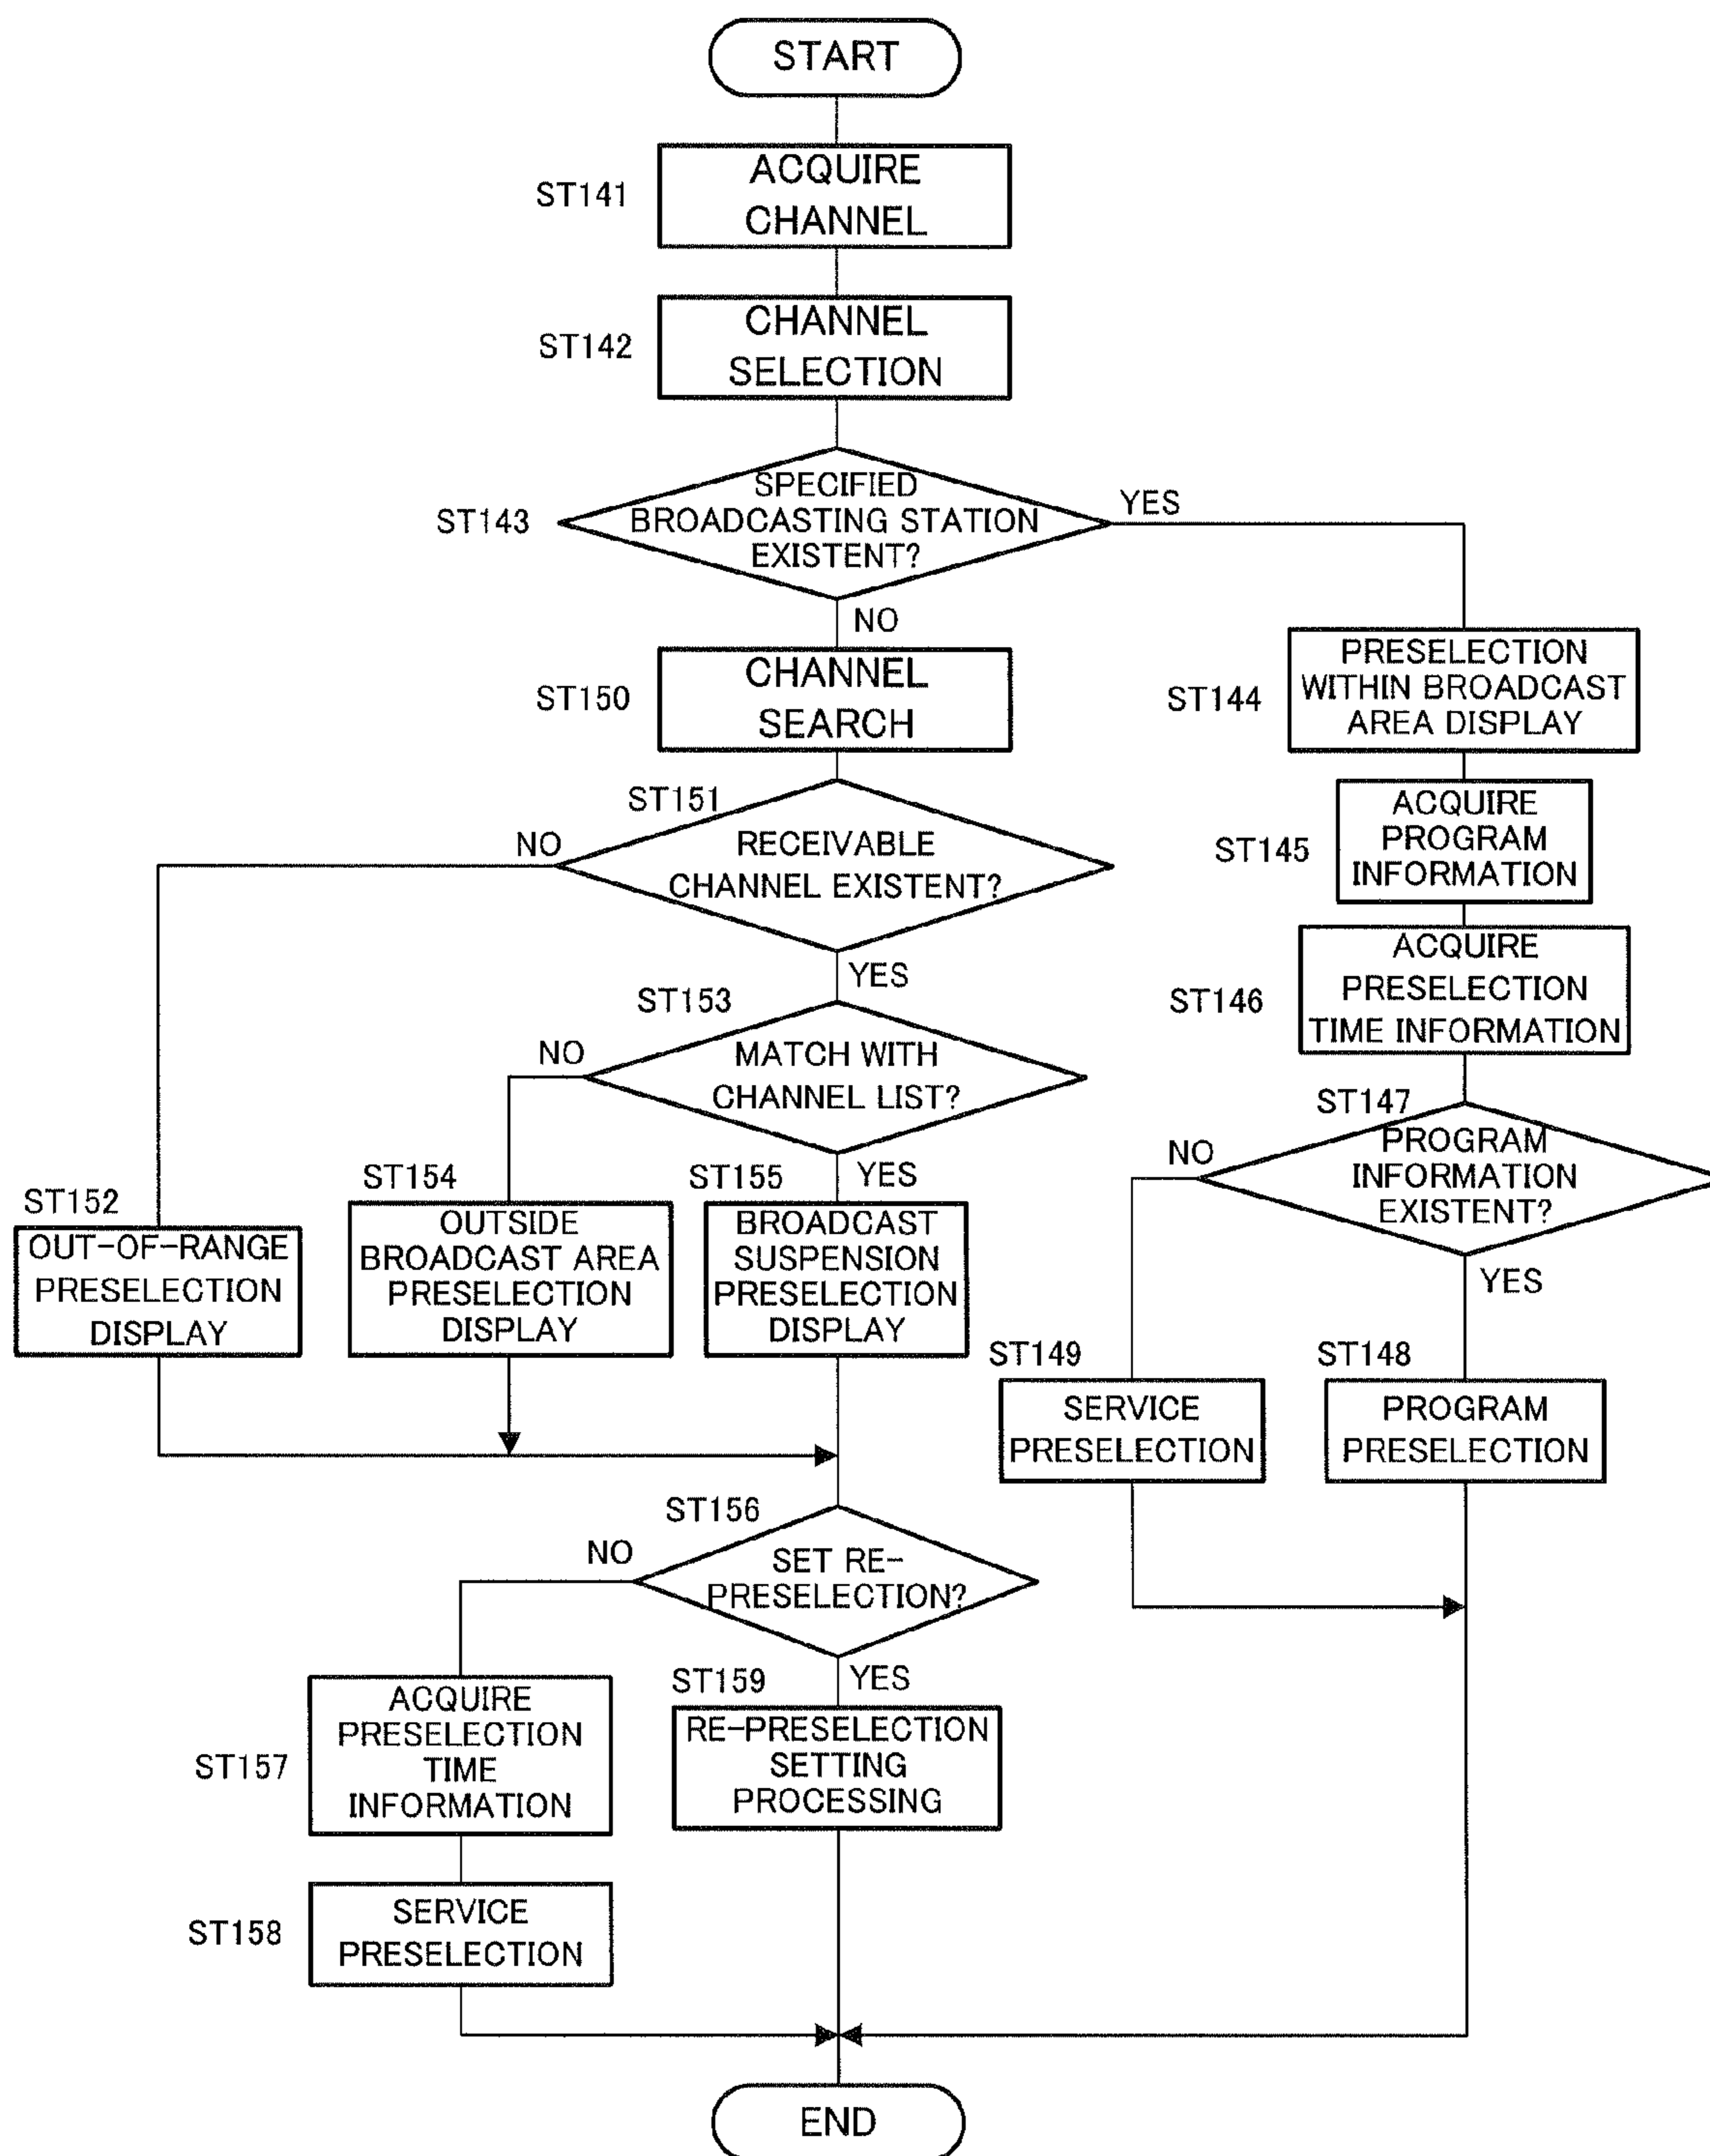 START
ST141
ACQUIRE
CHANNEL
ST142
CHANNEL
SELECTION
ST143
SPECIFIED
BROADCASTING STATION
EXISTENT?
YES
NO
ST144
PRESELECTION
WITHIN BROADCAST
AREA DISPLAY
ST150
CHANNEL
SEARCH
ST145
ACQUIRE
PROGRAM
INFORMATION
ST151
NO
RECEIVABLE
CHANNEL EXISTENT?
YES
ST146
ACQUIRE
PRESELECTION
TIME INFORMATION
ST153
NO
MATCH WITH
CHANNEL LIST?
YES
ST147
NO
PROGRAM
INFORMATION
EXISTENT?
YES
ST152
OUT-OF-RANGE
PRESELECTION
DISPLAY
ST154
OUTSIDE
BROADCAST AREA
PRESELECTION
DISPLAY
ST155
BROADCAST
SUSPENSION
PRESELECTION
DISPLAY
ST149
SERVICE
PRESELECTION
ST148
PROGRAM
PRESELECTION
ST156
NO
SET RE-
PRESELECTION?
YES
ST157
ACQUIRE
PRESELECTION
TIME
INFORMATION
ST159
RE-PRESELECTION
SETTING
PROCESSING
ST158
SERVICE
PRESELECTION
END